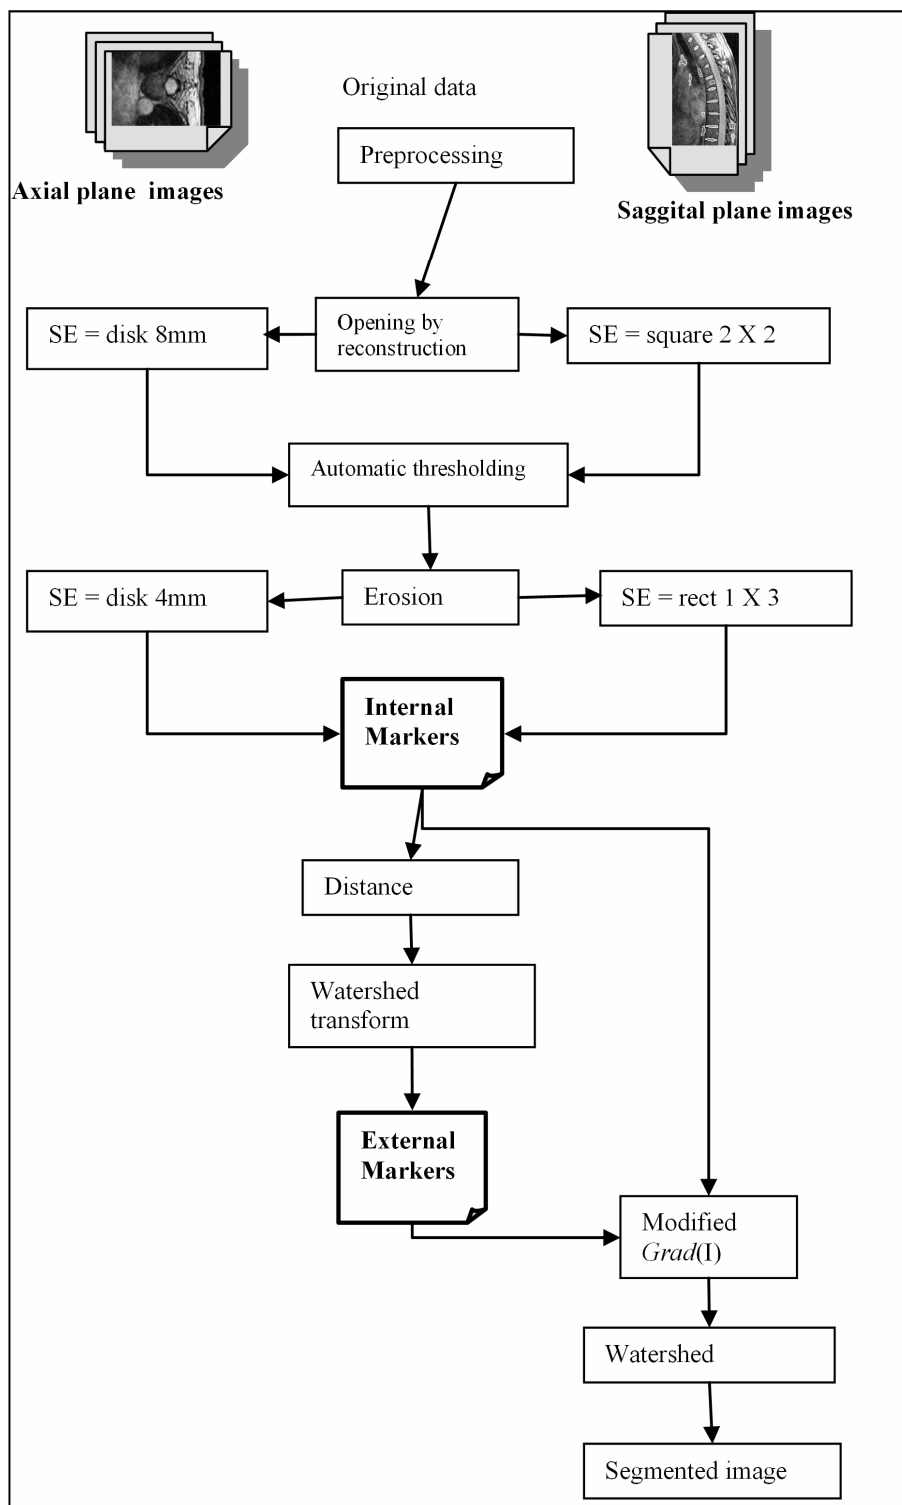 Original data
Preprocessing
Axial plane images
Saggital plane images
SE = disk 8mm
Opening by
reconstruction
SE = square 2 X 2
Automatic thresholding
SE = disk 4mm
Erosion
SE = rect 1 X 3
Internal
Markers
Distance
Watershed
transform
External
Markers
Modified
Grad(I)
Watershed
Segmented image